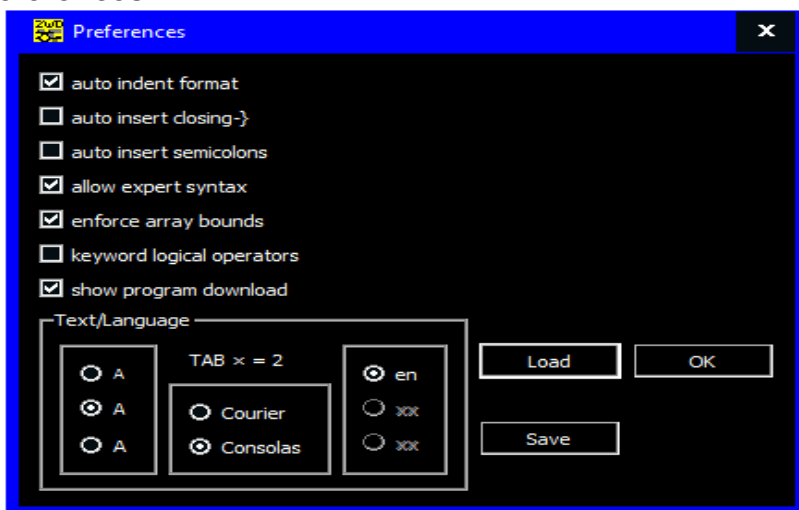 Preferences
x
auto indent format
auto insert closing-}
auto insert semicolons
allow expert syntax
enforce array bounds
keyword logical operators
show program download
Text/Language
A
A
A
TAB × = 2
Courier
Consolas
en
xx
xx
Load
OK
Save